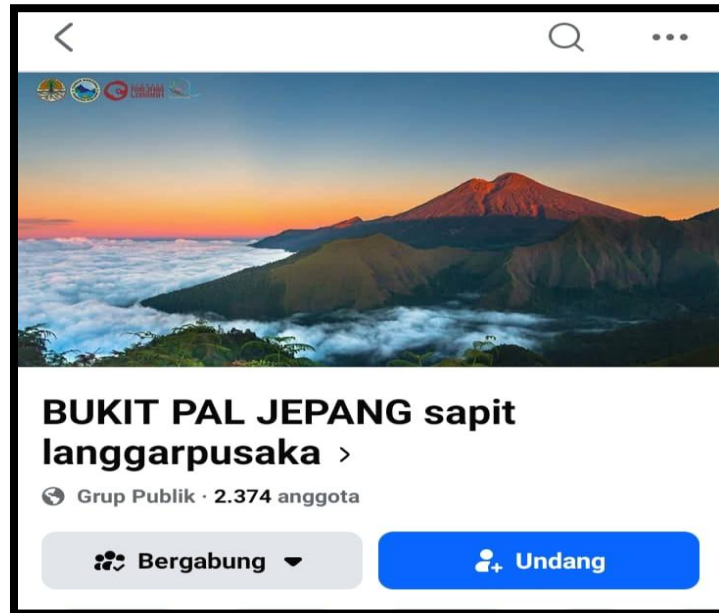 BUKIT PAL JEPANG sapit
langgarpusaka >
Grup Publik · 2.374 anggota
Bergabung
Undang